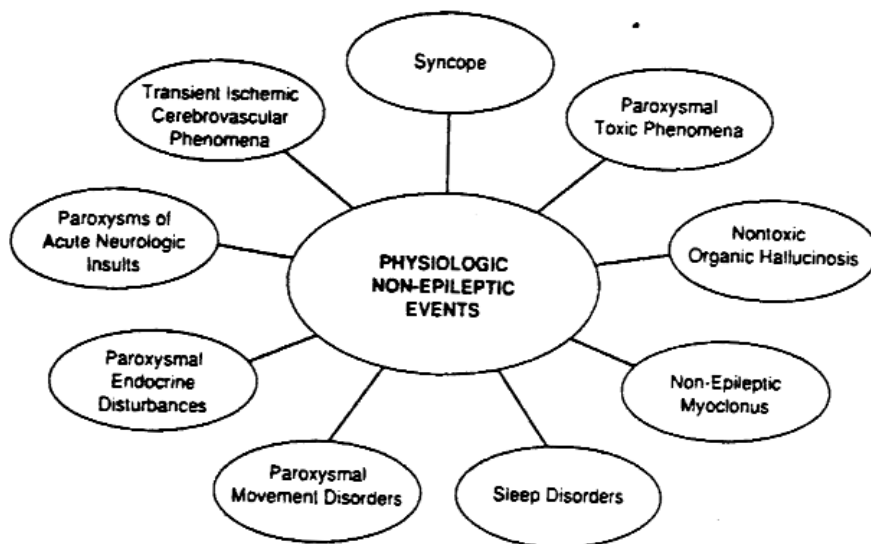 Syncope
Transient Ischemic
Cerebrovascular
Phenomena
Paroxysmal
Toxic Phenomena
Paroxysms of
Acute Neurologic
Insults
PHYSIOLOGIC
NON-EPILEPTIC
EVENTS
Nontoxic
Organic Hallucinosis
Paroxysmal
Endocrine
Disturbances
Non-Epileptic
Myoclonus
Paroxysmal
Movement Disorders
Sleep Disorders